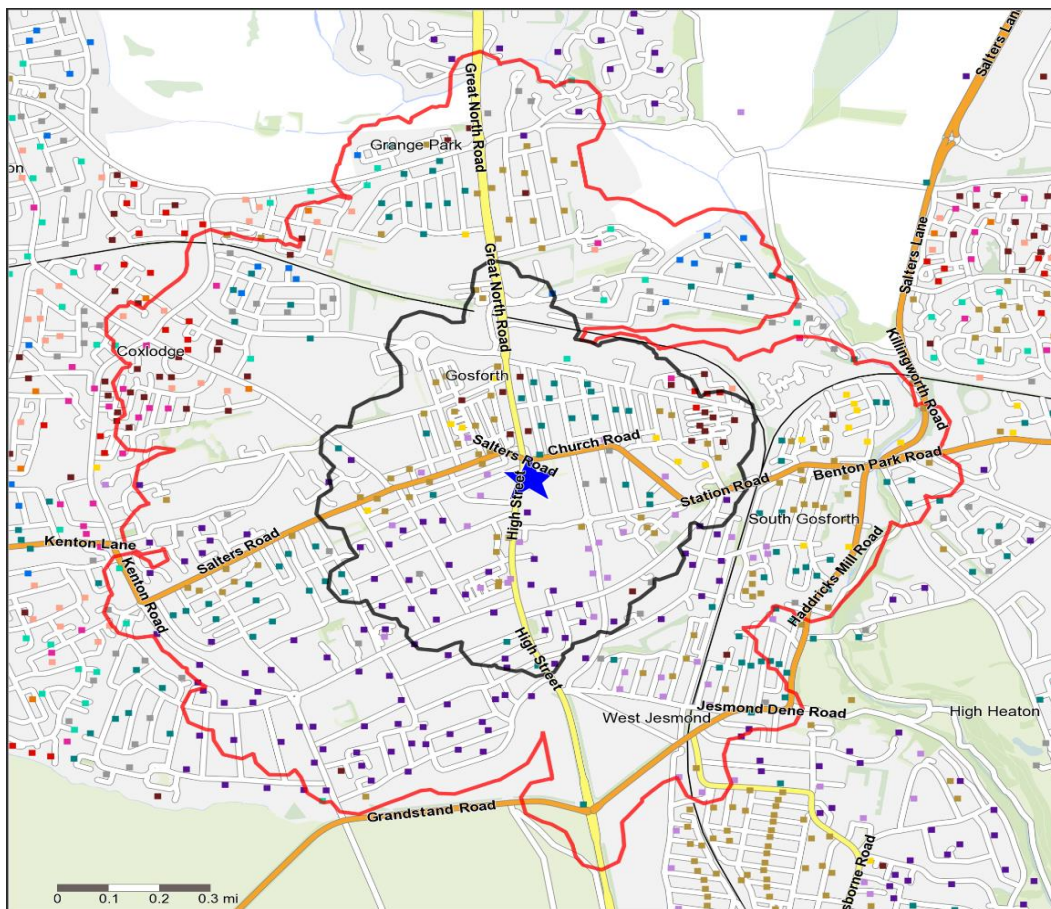 Salters Lane
Great North Road
Grange Park
on
Great North Road
Salters Lane
Killingworth Road
Coxlodge
Gosforth
Salters Road
Church Road
High Street
Station Road
Benton Park Road
South Gosforth
Kenton Lane
Salters Road
Kenton Road
Haddricks Mill Road
High Street
West Jesmond
Jesmond Dene Road
High Heaton
Grandstand Road
sborne Road
0 0.1 0.2 0.3 mi